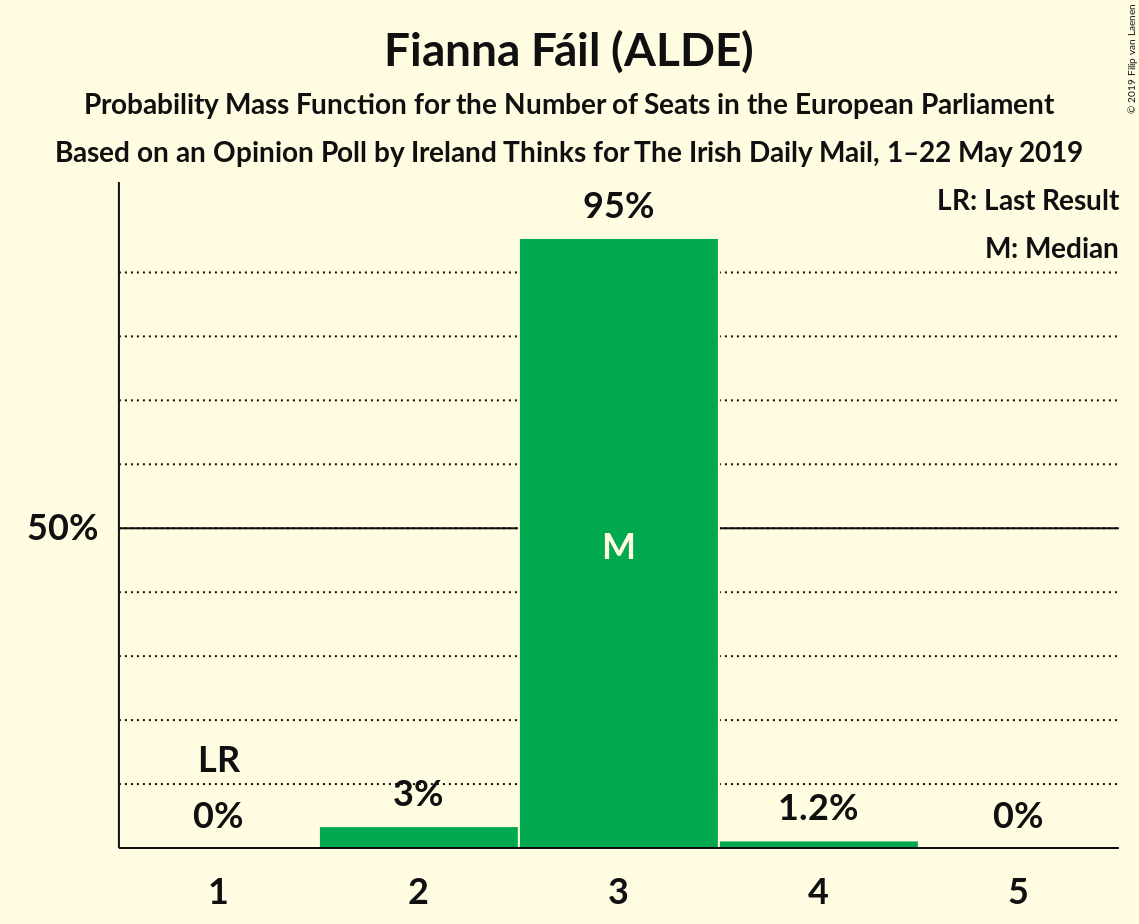 Fianna Fáil (ALDE)
Probability Mass Function for the Number of Seats in the European Parliament
Based on an Opinion Poll by Ireland Thinks for The Irish Daily Mail, 1–22 May 2019
© 2019 Filip van Laenen
LR: Last Result
M: Median
95%
50%
M
LR
0%
3%
1.2%
0%
1
2
3
4
5